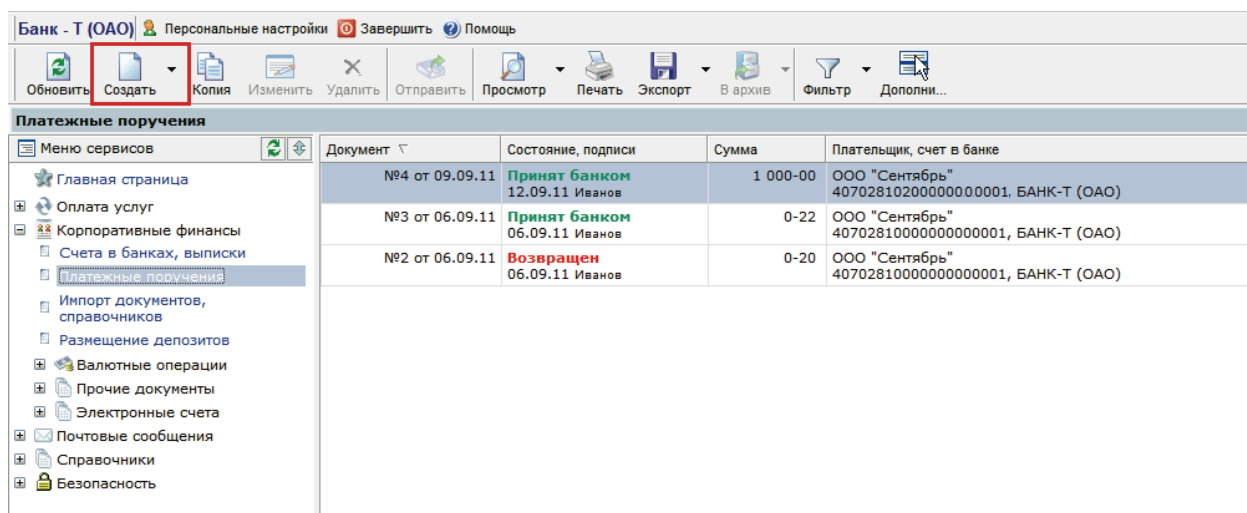 Банк - Т (ОАО) Персональные настройки Завершить Помощь
Обновить Создать Копия Изменить Удалить Отправить Просмотр Печать Экспорт В архив Фильтр Дополни...
Платежные поручения
Меню сервисов
Главная страница
Оплата услуг
Корпоративные финансы
Счета в банках, выписки
Платежные поручения
Импорт документов,
справочников
Размещение депозитов
Валютные операции
Прочие документы
Электронные счета
Почтовые сообщения
Справочники
Безопасность
Документ Состояние, подписи Сумма Плательщик, счет в банке
№4 от 09.09.11 Принят банком 1 000-00 ООО "Сентябрь"
12.09.11 Иванов 40702810200000000001, БАНК-Т (ОАО)
№3 от 06.09.11 Принят банком 0-22 ООО "Сентябрь"
06.09.11 Иванов 40702810000000000001, БАНК-Т (ОАО)
№2 от 06.09.11 Возвращен 0-20 ООО "Сентябрь"
06.09.11 Иванов 40702810000000000001, БАНК-Т (ОАО)